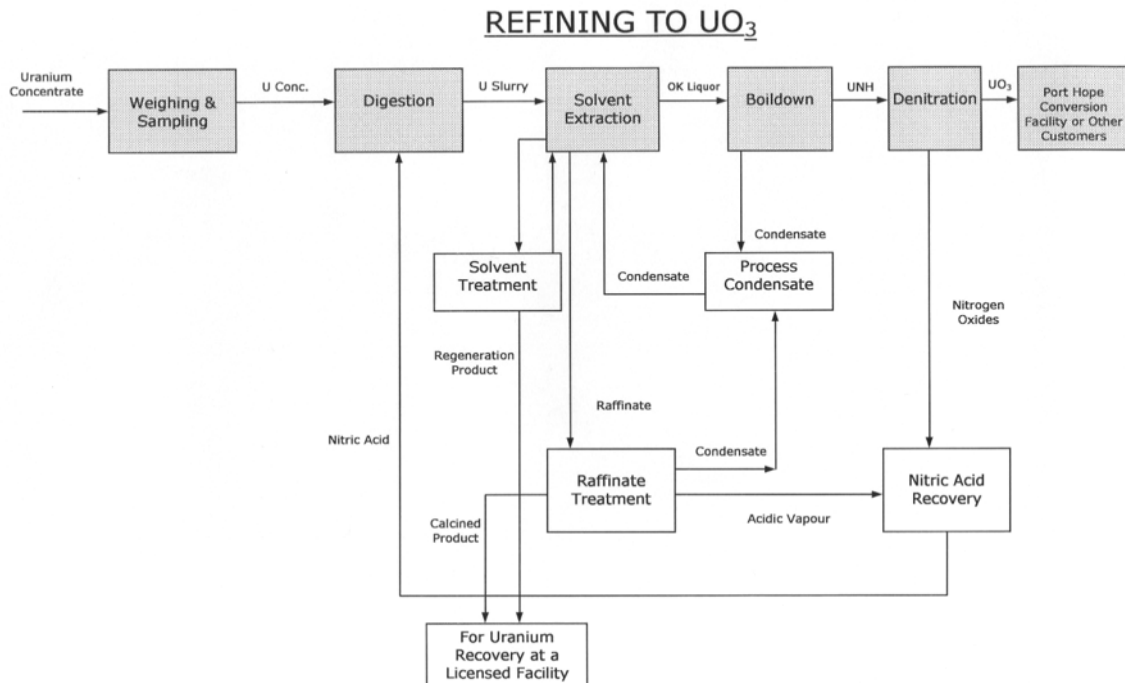 REFINING TO UO₃
Uranium
Concentrate
Weighing &
Sampling
U Conc.
Digestion
U Slurry
Solvent
Extraction
OK Liquor
Boildown
UNH
Denitration
UO₃
Port Hope
Conversion
Facility or Other
Customers
Condensate
Solvent
Treatment
Condensate
Process
Condensate
Nitrogen
Oxides
Regeneration
Product
Raffinate
Nitric Acid
Condensate
Raffinate
Treatment
Nitric Acid
Recovery
Calcined
Product
Acidic Vapour
For Uranium
Recovery at a
Licensed Facility